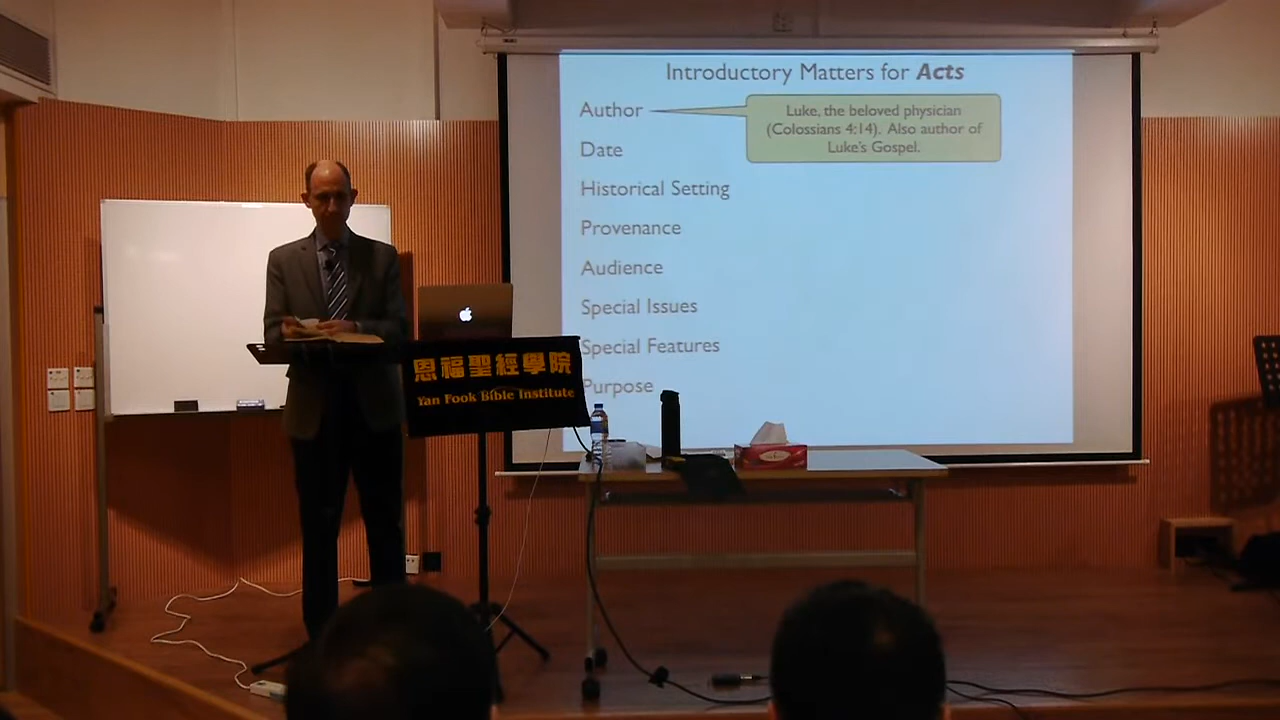 Introductory Matters for Acts
Author
Luke, the beloved physician
(Colossians 4:14). Also author of
Luke's Gospel.
Date
Historical Setting
Provenance
Audience
Special Issues
Special Features
Purpose
恩福聖經學院
Yan Fook Bible Institute